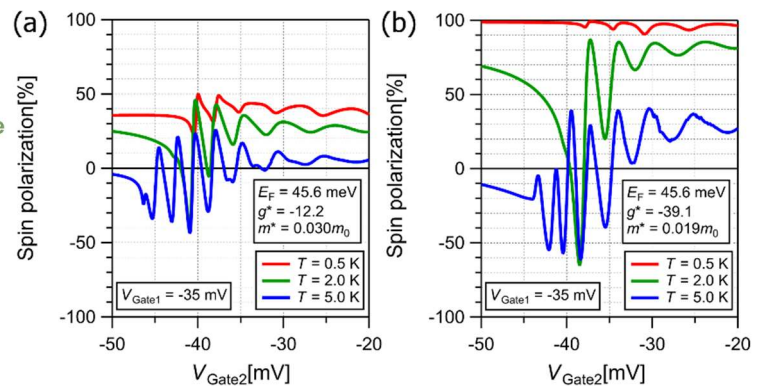 (a)
100
50
0
-50
-100
Spin polarization[%]
e
E_F = 45.6 meV
g* = -12.2
m* = 0.030m₀
T = 0.5 K
T = 2.0 K
T = 5.0 K
V_Gate1 = -35 mV
-50
-40
-30
-20
V_Gate2[mV]
(b)
100
50
0
-50
-100
Spin polarization[%]
E_F = 45.6 meV
g* = -39.1
m* = 0.019m₀
T = 0.5 K
T = 2.0 K
T = 5.0 K
V_Gate1 = -35 mV
-50
-40
-30
-20
V_Gate2[mV]